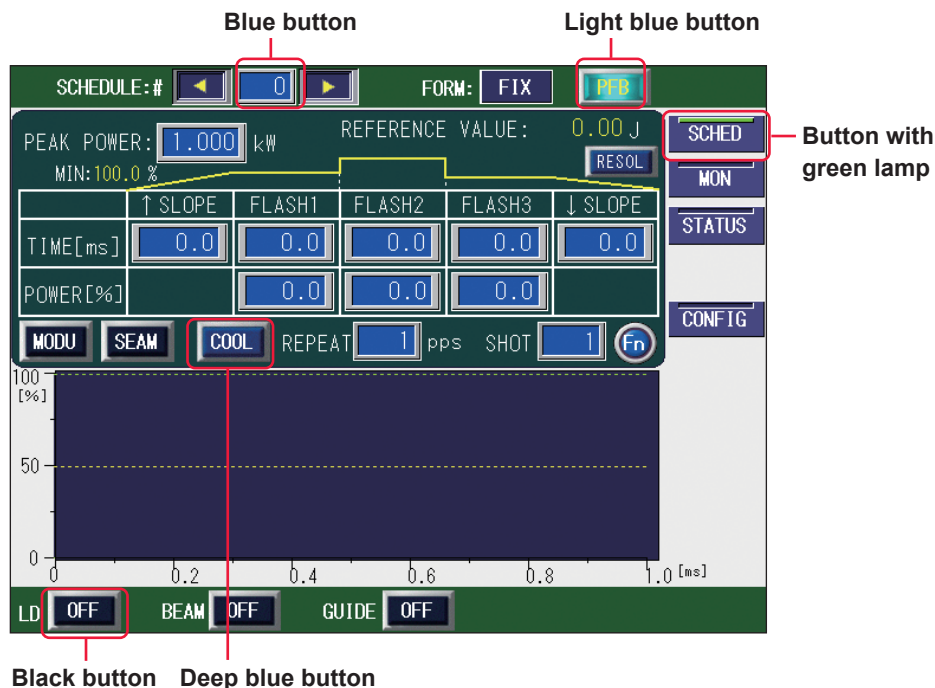 Blue button Light blue button
SCHEDULE:# 0 FORM: FIX PFB
PEAK POWER: 1.000 kW REFERENCE VALUE: 0.00 J SCHED
Button with
green lamp
MIN:100.0 % RESOL MON
↑ SLOPE FLASH1 FLASH2 FLASH3 ↓ SLOPE
STATUS
TIME[ms] 0.0 0.0 0.0 0.0 0.0
POWER[%] 0.0 0.0 0.0
CONFIG
MODU SEAM COOL REPEAT 1 pps SHOT 1 Fn
100
[%]
50
0
0 0.2 0.4 0.6 0.8 1.0 [ms]
LD OFF BEAM OFF GUIDE OFF
Black button Deep blue button